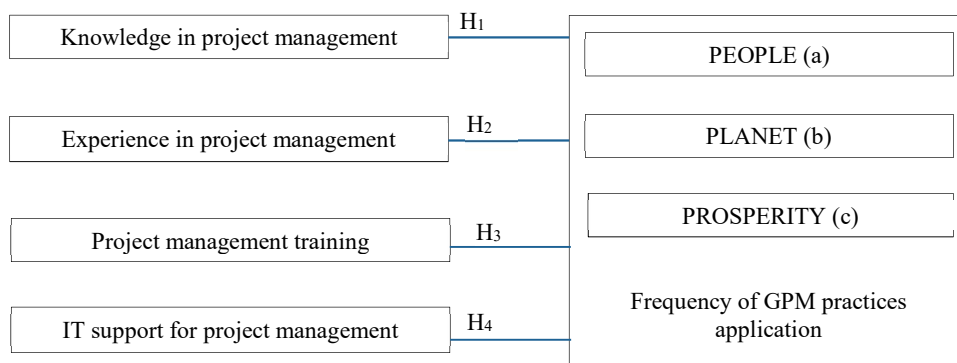 Knowledge in project management
H₁
PEOPLE (a)
Experience in project management
H₂
PLANET (b)
PROSPERITY (c)
Project management training
H₃
IT support for project management
H₄
Frequency of GPM practices
application